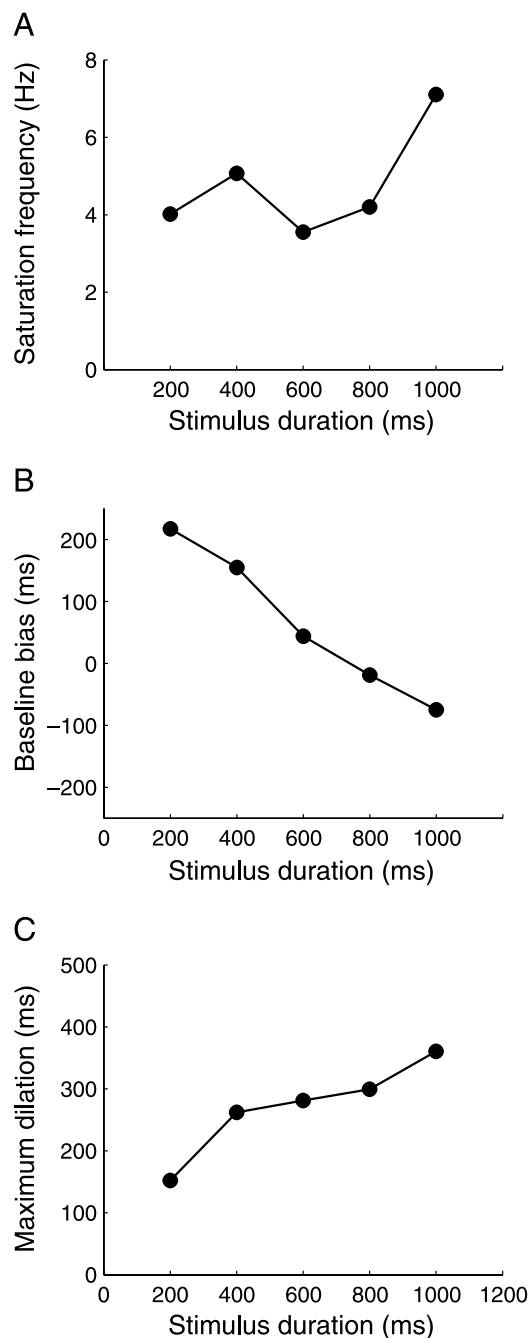 A
Saturation frequency (Hz)
8
6
4
2
0
200 400 600 800 1000
Stimulus duration (ms)
B
Baseline bias (ms)
200
100
0
−100
−200
0 200 400 600 800 1000
Stimulus duration (ms)
C
Maximum dilation (ms)
500
400
300
200
100
0
0 200 400 600 800 1000 1200
Stimulus duration (ms)